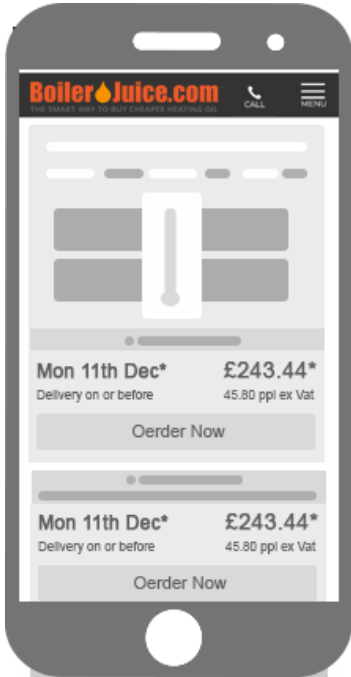 BoilerJuice.com
THE SMART WAY TO BUY CHEAPER HEATING OIL
CALL
MENU
Mon 11th Dec* £243.44*
Delivery on or before 45.80 ppl ex Vat
Oerder Now
Mon 11th Dec* £243.44*
Delivery on or before 45.80 ppl ex Vat
Oerder Now